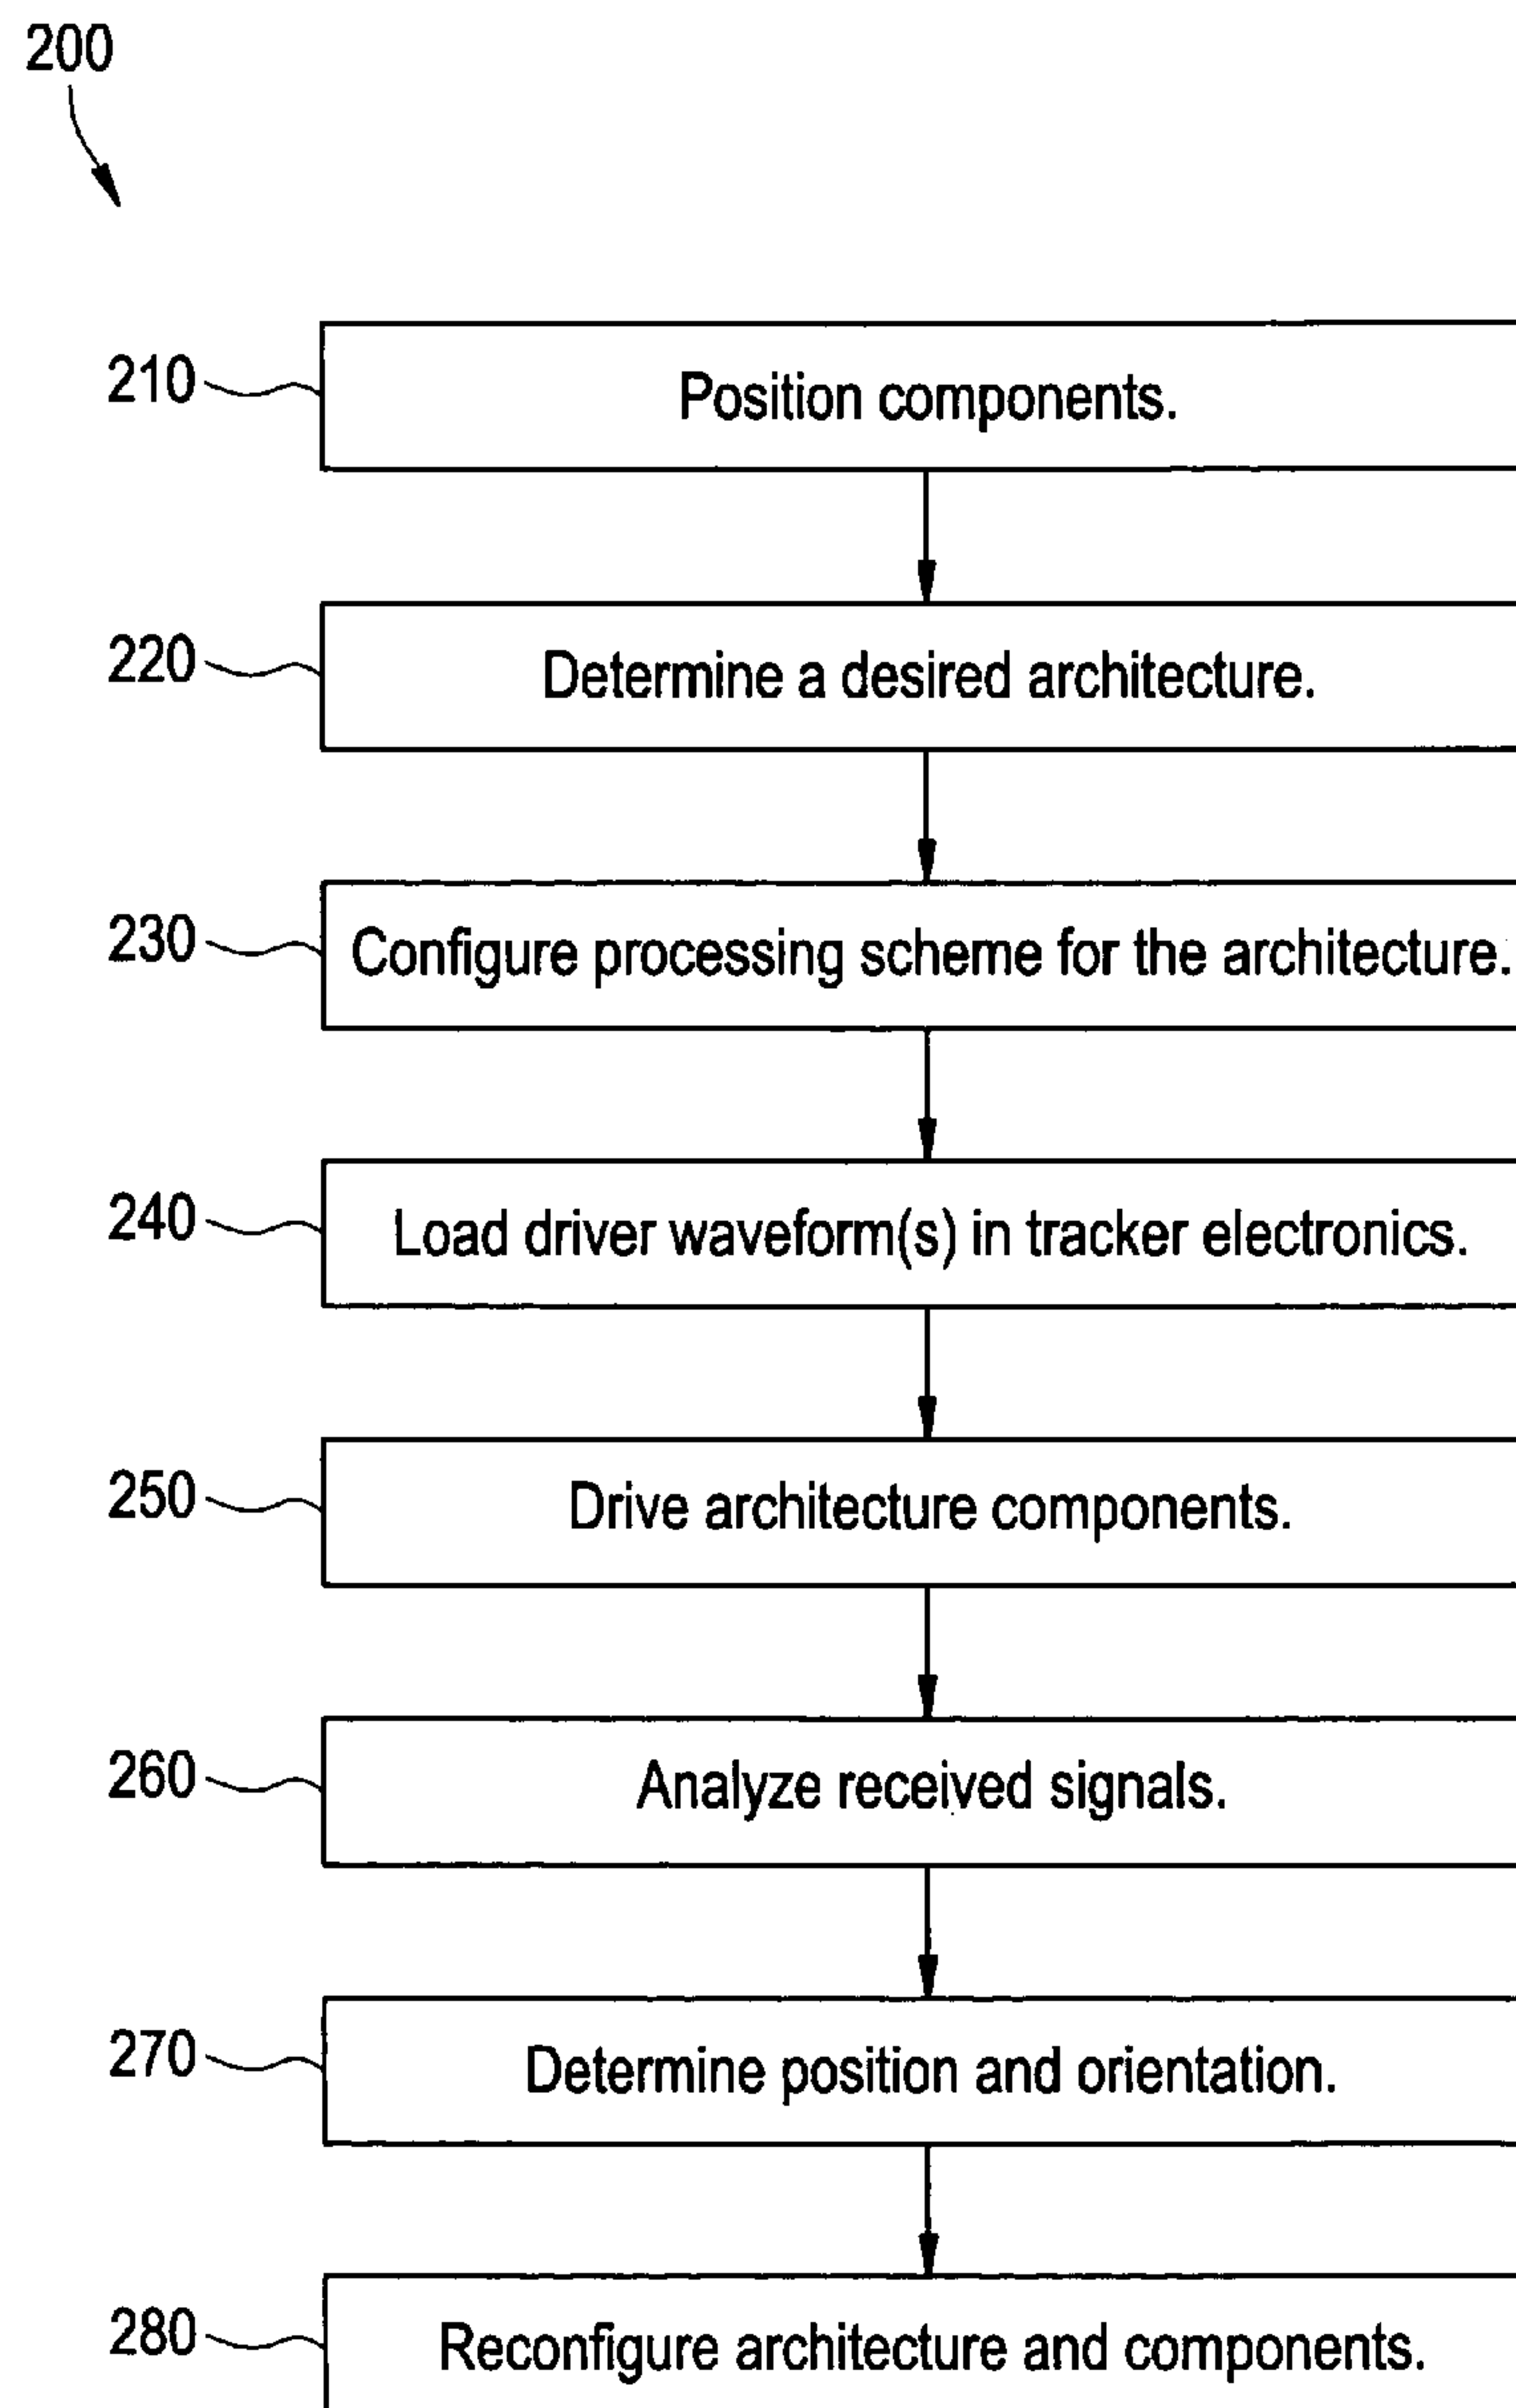 200
210 Position components.
220 Determine a desired architecture.
230 Configure processing scheme for the architecture.
240 Load driver waveform(s) in tracker electronics.
250 Drive architecture components.
260 Analyze received signals.
270 Determine position and orientation.
280 Reconfigure architecture and components.